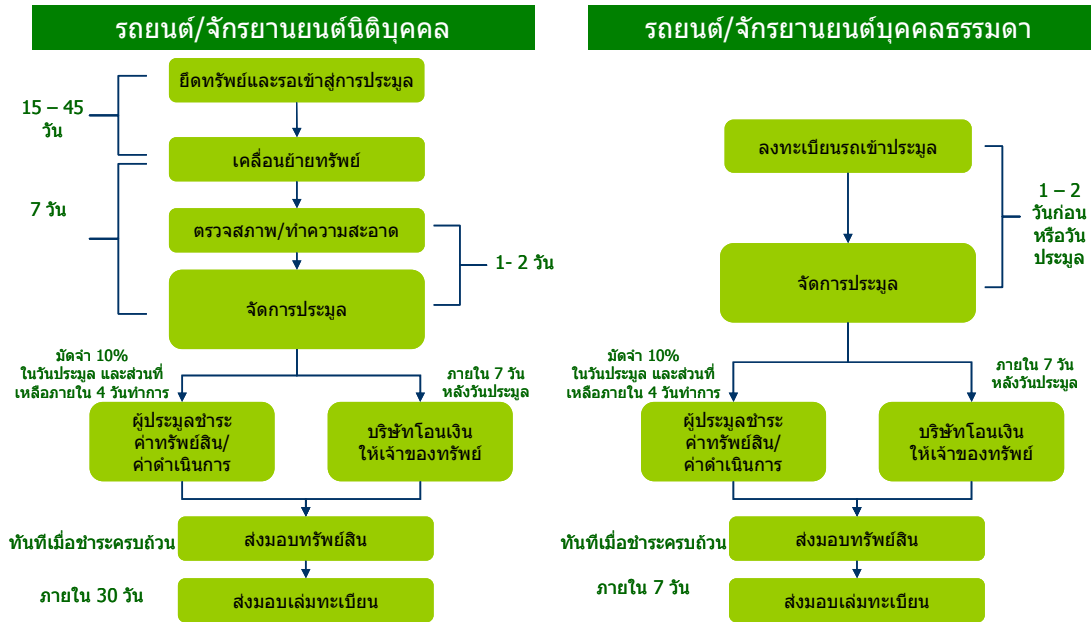 รถยนต์/จักรยานยนต์นิติบุคคล
ยึดทรัพย์และรอเข้าสู่การประมูล
15 – 45
วัน
เคลื่อนย้ายทรัพย์
7 วัน
ตรวจสภาพ/ทำความสะอาด
1- 2 วัน
จัดการประมูล
มัดจำ 10%
ในวันประมูล และส่วนที่
เหลือภายใน 4 วันทำการ
ภายใน 7 วัน
หลังวันประมูล
ผู้ประมูลชำระ
ค่าทรัพย์สิน/
ค่าดำเนินการ
บริษัทโอนเงิน
ให้เจ้าของทรัพย์
ทันทีเมื่อชำระครบถ้วน
ส่งมอบทรัพย์สิน
ภายใน 30 วัน
ส่งมอบเล่มทะเบียน
รถยนต์/จักรยานยนต์บุคคลธรรมดา
ลงทะเบียนรถเข้าประมูล
1 – 2
วันก่อน
หรือวัน
ประมูล
จัดการประมูล
มัดจำ 10%
ในวันประมูล และส่วนที่
เหลือภายใน 4 วันทำการ
ภายใน 7 วัน
หลังวันประมูล
ผู้ประมูลชำระ
ค่าทรัพย์สิน/
ค่าดำเนินการ
บริษัทโอนเงิน
ให้เจ้าของทรัพย์
ทันทีเมื่อชำระครบถ้วน
ส่งมอบทรัพย์สิน
ภายใน 7 วัน
ส่งมอบเล่มทะเบียน